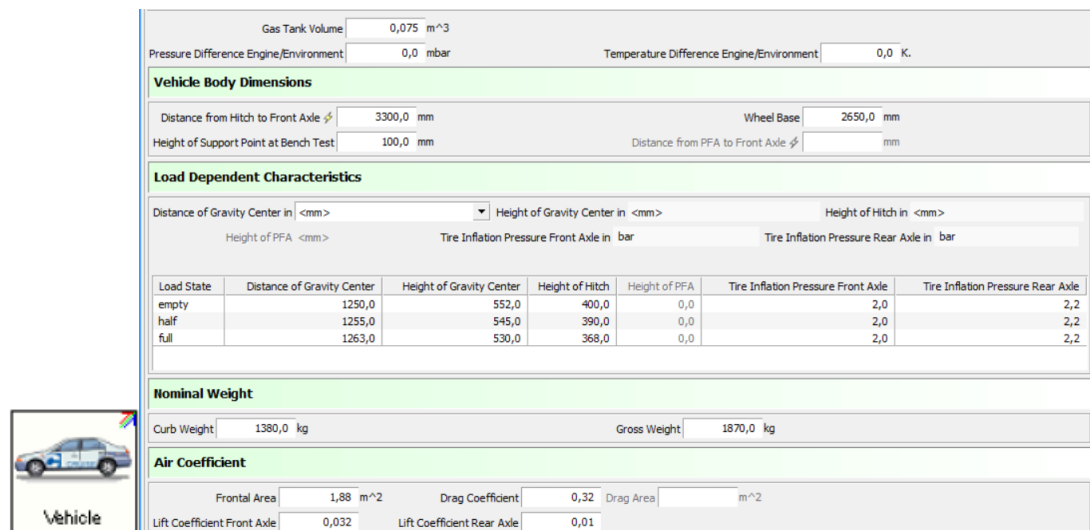 Gas Tank Volume 0,075 m^3
Pressure Difference Engine/Environment 0,0 mbar Temperature Difference Engine/Environment 0,0 K.
Vehicle Body Dimensions
Distance from Hitch to Front Axle 3300,0 mm Wheel Base 2650,0 mm
Height of Support Point at Bench Test 100,0 mm Distance from PFA to Front Axle mm
Load Dependent Characteristics
Distance of Gravity Center in <mm> Height of Gravity Center in <mm> Height of Hitch in <mm>
Height of PFA <mm> Tire Inflation Pressure Front Axle in bar Tire Inflation Pressure Rear Axle in bar
Load State Distance of Gravity Center Height of Gravity Center Height of Hitch Height of PFA Tire Inflation Pressure Front Axle Tire Inflation Pressure Rear Axle
empty 1250,0 552,0 400,0 0,0 2,0 2,2
half 1255,0 545,0 390,0 0,0 2,0 2,2
full 1263,0 530,0 368,0 0,0 2,0 2,2
Nominal Weight
Curb Weight 1380,0 kg Gross Weight 1870,0 kg
Air Coefficient
Frontal Area 1,88 m^2 Drag Coefficient 0,32 Drag Area m^2
Lift Coefficient Front Axle 0,032 Lift Coefficient Rear Axle 0,01
Vehicle